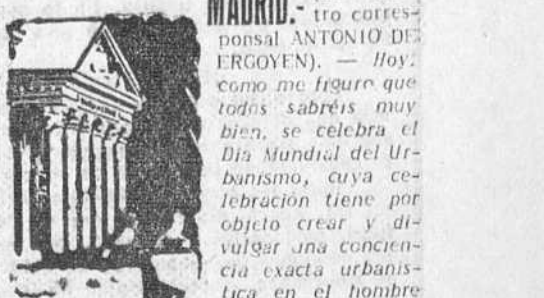 MADRID.- tro corres-
ponsal ANTONIO DE
ERGOYEN). — Hoy,
como me figuro que
todos sabréis muy
bien, se celebra el
Día Mundial del Ur-
banismo, cuya ce-
lebración tiene por
objeto crear y di-
vulgar una concien-
cia exacta urbanís-
tica en el hombre